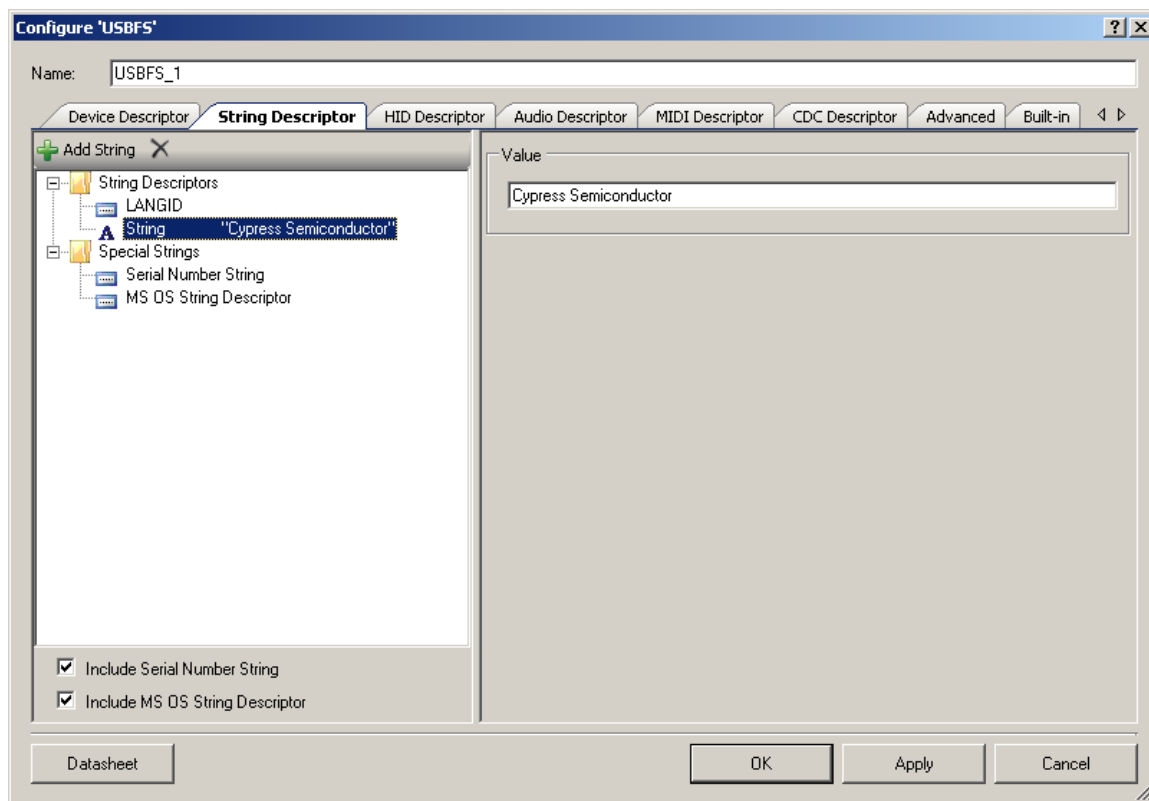 Configure 'USBFS'
Name: USBFS_1
Device Descriptor String Descriptor HID Descriptor Audio Descriptor MIDI Descriptor CDC Descriptor Advanced Built-in
Add String
Value
String Descriptors
Cypress Semiconductor
LANGID
String "Cypress Semiconductor"
Special Strings
Serial Number String
MS OS String Descriptor
Include Serial Number String
Include MS OS String Descriptor
Datasheet OK Apply Cancel